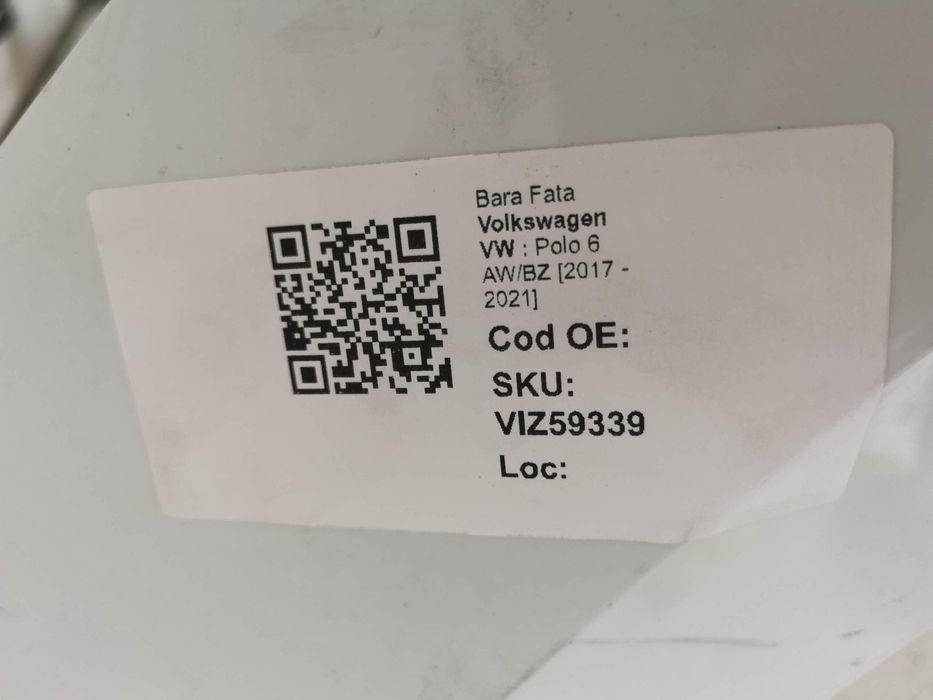 Bara Fata
Volkswagen
VW : Polo 6
AW/BZ [2017 -
2021]
Cod OE:
SKU:
VIZ59339
Loc: